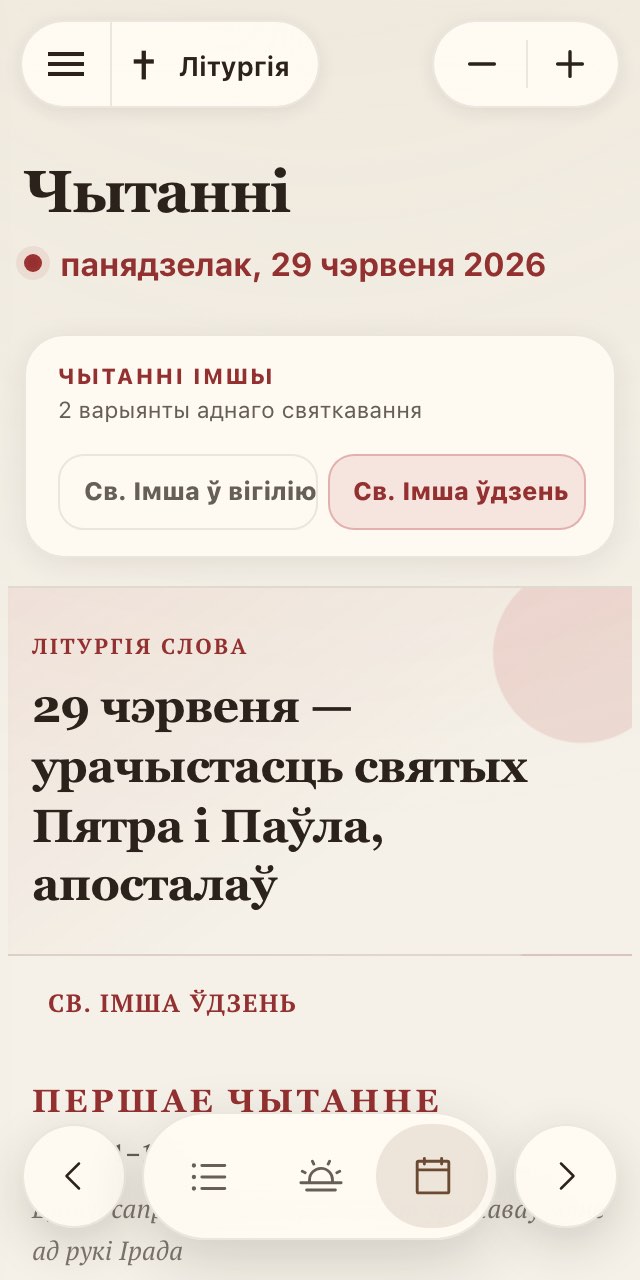 Літургія
Чытанні
панядзелак, 29 чэрвеня 2026
ЧЫТАННІ ІМШЫ
2 варыянты аднаго святкавання
Св. Імша ў вігілію
Св. Імша ўдзень
ЛІТУРГІЯ СЛОВА
29 чэрвеня —
урачыстасць святых
Пятра і Паўла,
апосталаў
СВ. ІМША ЎДЗЕНЬ
ПЕРШАЕ ЧЫТАННЕ
ад рукі Ірада